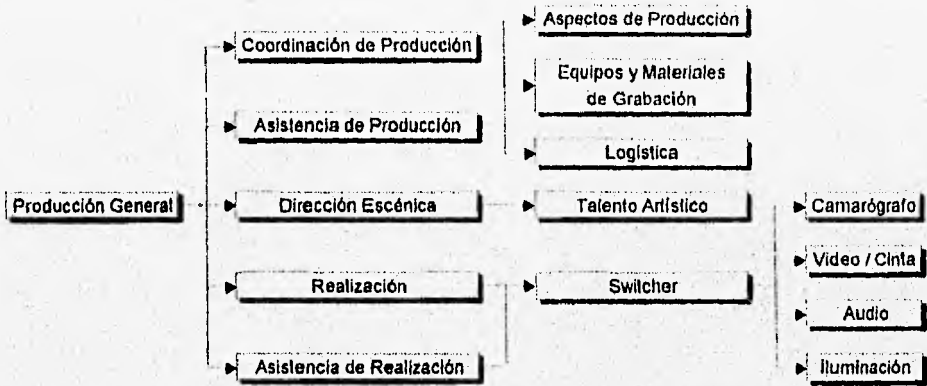 Producción General
Coordinación de Producción
Asistencia de Producción
Dirección Escénica
Realización
Asistencia de Realización
Aspectos de Producción
Equipos y Materiales
de Grabación
Logística
Talento Artístico
Switcher
Camarógrafo
Video / Cinta
Audio
Iluminación